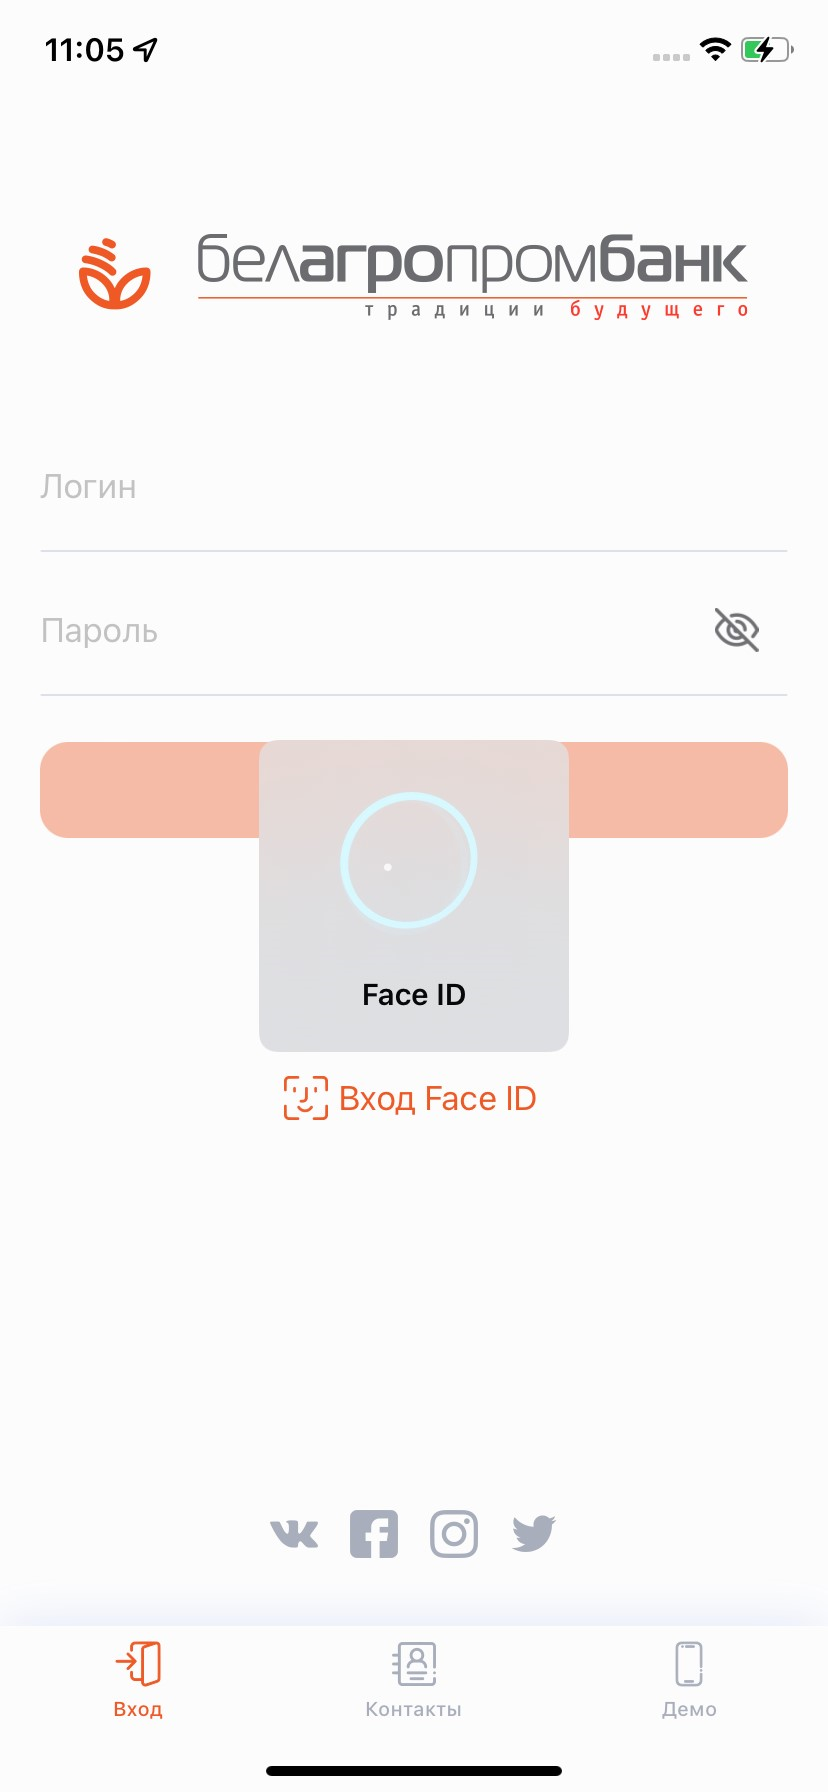 11:05
белагропромбанк
традиции будущего
Логин
Пароль
Face ID
Вход Face ID
Вход
Контакты
Демо